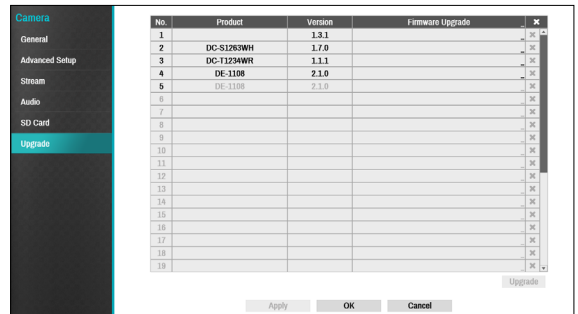 Camera
General
Advanced Setup
Stream
Audio
SD Card
Upgrade
No. Product Version Firmware Upgrade ... ✖
1 1.3.1 ... ✖
2 DC-S1263WH 1.7.0 ... ✖
3 DC-T1234WR 1.1.1 ... ✖
4 DE-1108 2.1.0 ... ✖
5 DE-1108 2.1.0 ... ✖
6 ... ✖
7 ... ✖
8 ... ✖
9 ... ✖
10 ... ✖
11 ... ✖
12 ... ✖
13 ... ✖
14 ... ✖
15 ... ✖
16 ... ✖
17 ... ✖
18 ... ✖
19 ... ✖
Upgrade
Apply OK Cancel